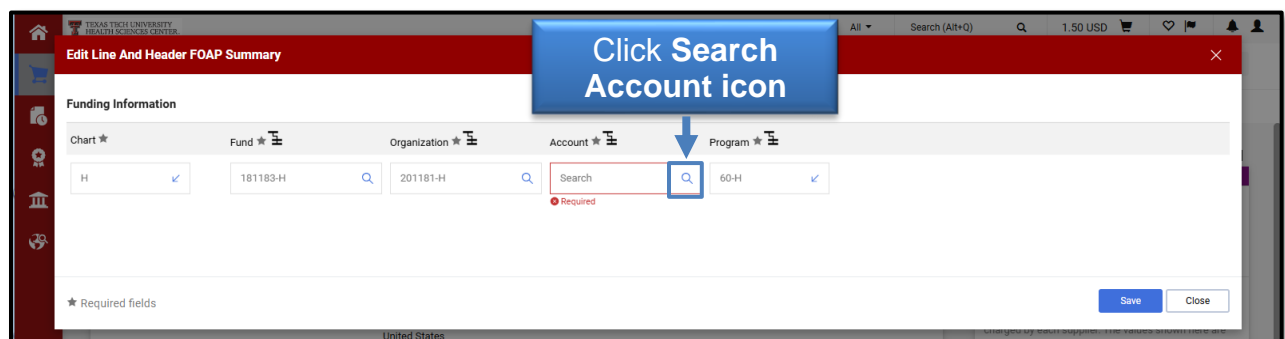 TEXAS TECH UNIVERSITY
HEALTH SCIENCES CENTER.
All
Search (Alt+Q)
1.50 USD
Edit Line And Header FOAP Summary
Click Search
Account icon
Funding Information
Chart
Fund
Organization
Account
Program
H
181183-H
201181-H
Search
60-H
Required
Required fields
Save
Close
United States
charged by each supplier. The values shown here are